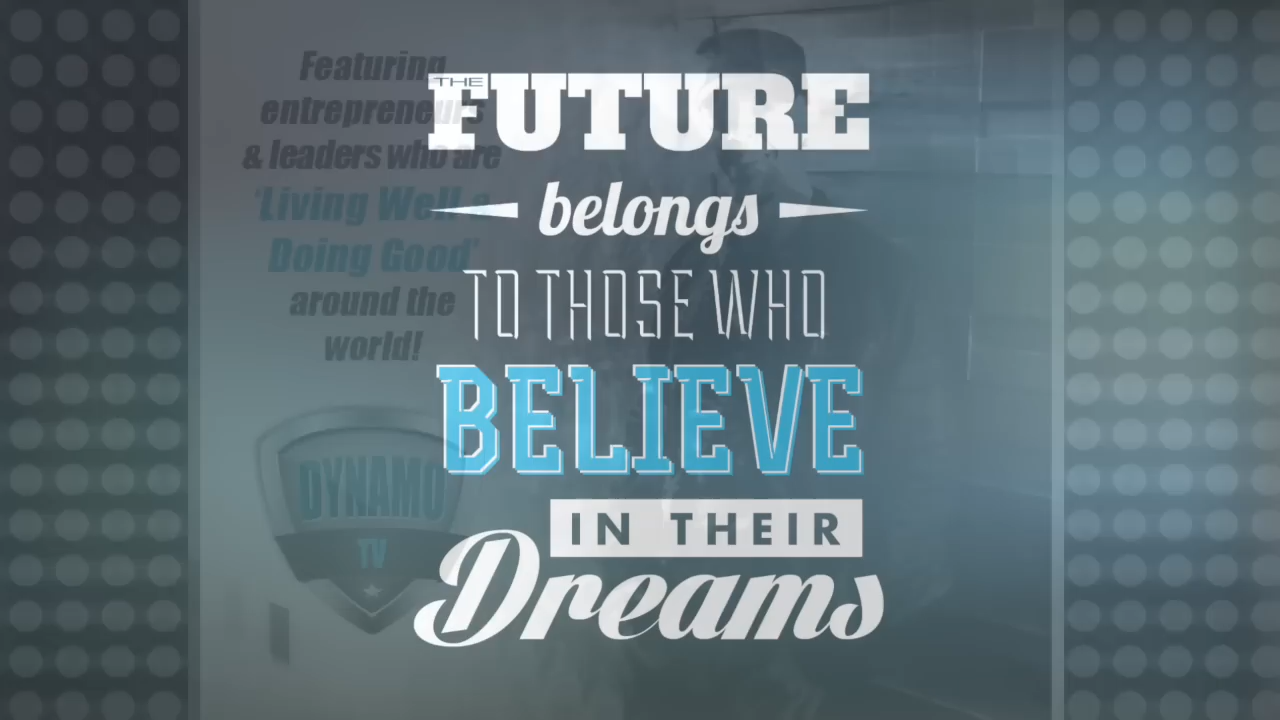 Featuring
entrepreneurs
& leaders who are
'Living Well &
Doing Good'
around the
world!
DYNAMO
TV
THE
FUTURE
belongs
TO THOSE WHO
BELIEVE
IN THEIR
Dreams